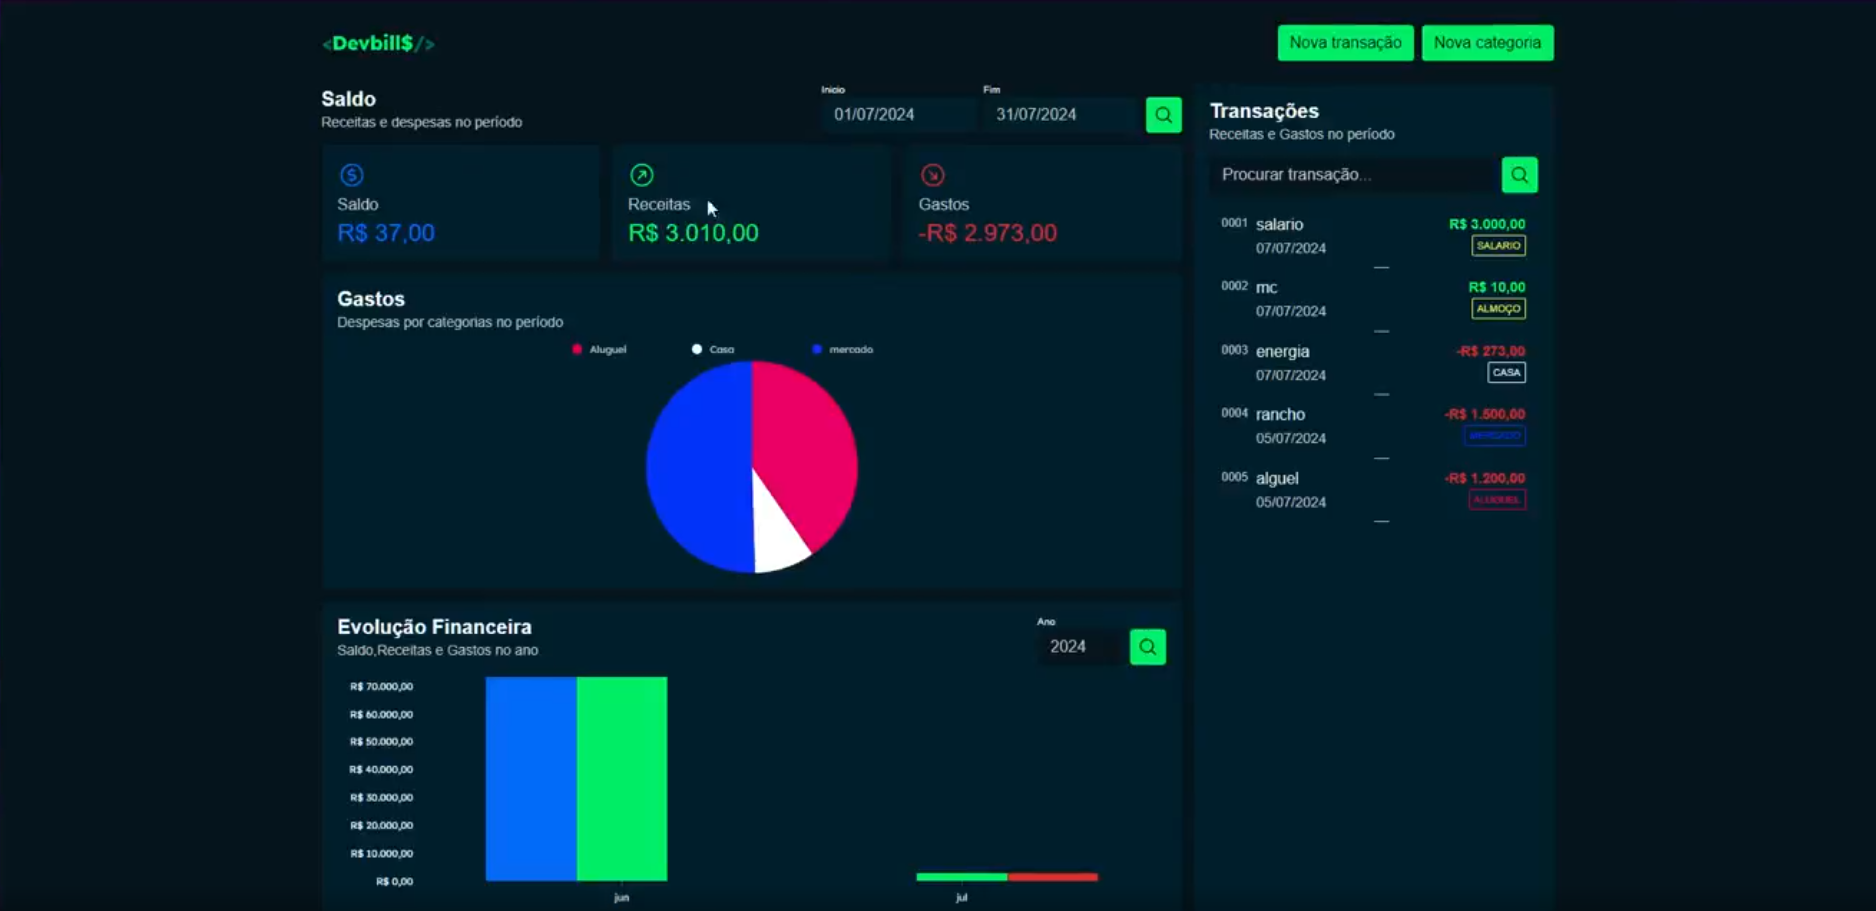 <Devbill$/>
Nova transação
Nova categoria
Saldo
Receitas e despesas no período
Início
01/07/2024
Fim
31/07/2024
Saldo
R$ 37,00
Receitas
R$ 3.010,00
Gastos
-R$ 2.973,00
Gastos
Despesas por categorias no período
Aluguel
Casa
mercado
Evolução Financeira
Saldo,Receitas e Gastos no ano
Ano
2024
R$ 70.000,00
R$ 60.000,00
R$ 50.000,00
R$ 40.000,00
R$ 30.000,00
R$ 20.000,00
R$ 10.000,00
R$ 0,00
jun
jul
Transações
Receitas e Gastos no período
Procurar transação...
0001 salario R$ 3.000,00
07/07/2024 SALARIO
0002 mc R$ 10,00
07/07/2024 ALMOÇO
0003 energia -R$ 273,00
07/07/2024 CASA
0004 rancho -R$ 1.500,00
05/07/2024 MERCADO
0005 alguel -R$ 1.200,00
05/07/2024 ALUGUEL